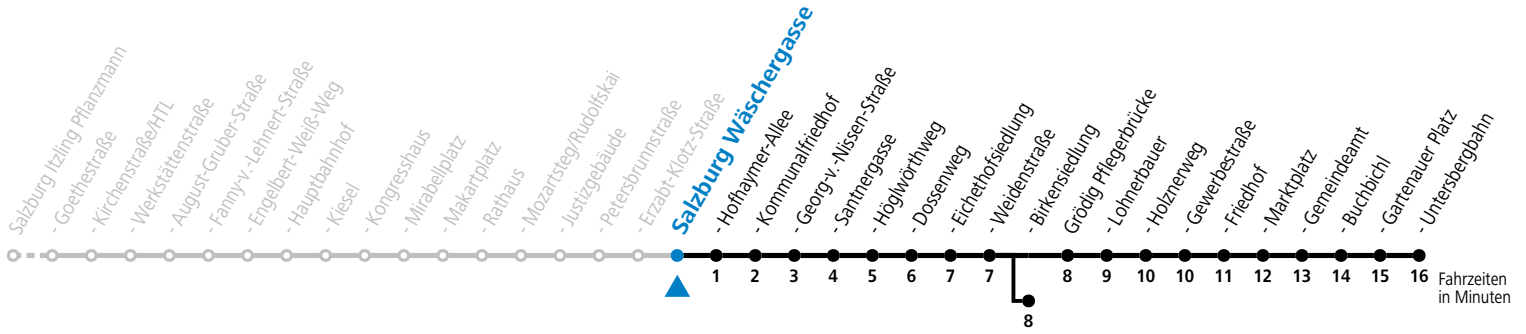 Salzburg Itzling Pflanzmann
- Goethestraße
- Kirchenstraße/HTL
- Werkstättenstraße
- August-Gruber-Straße
- Fanny-v.-Lehnert-Straße
- Engelbert-Weiß-Weg
- Hauptbahnhof
- Kiesel
- Kongresshaus
- Mirabellplatz
- Makartplatz
- Rathaus
- Mozartsteg/Rudolfskai
- Justizgebäude
- Petersbrunnstraße
- Erzabt-Klotz-Straße
Salzburg Wäschergasse
- Hofhaymer-Allee
- Kommunalfriedhof
- Georg-v.-Nissen-Straße
- Santnergasse
- Höglwörthweg
- Dossenweg
- Eichethofsiedlung
- Weidenstraße
- Birkensiedlung
Grödig Pflegerbrücke
- Lohnerbauer
- Holznerweg
- Gewerbestraße
- Friedhof
- Marktplatz
- Gemeindeamt
- Buchbichl
- Gartenauer Platz
- Untersbergbahn
1 2 3 4 5 6 7 7 8 9 10 10 11 12 13 14 15 16
Fahrzeiten
in Minuten
8